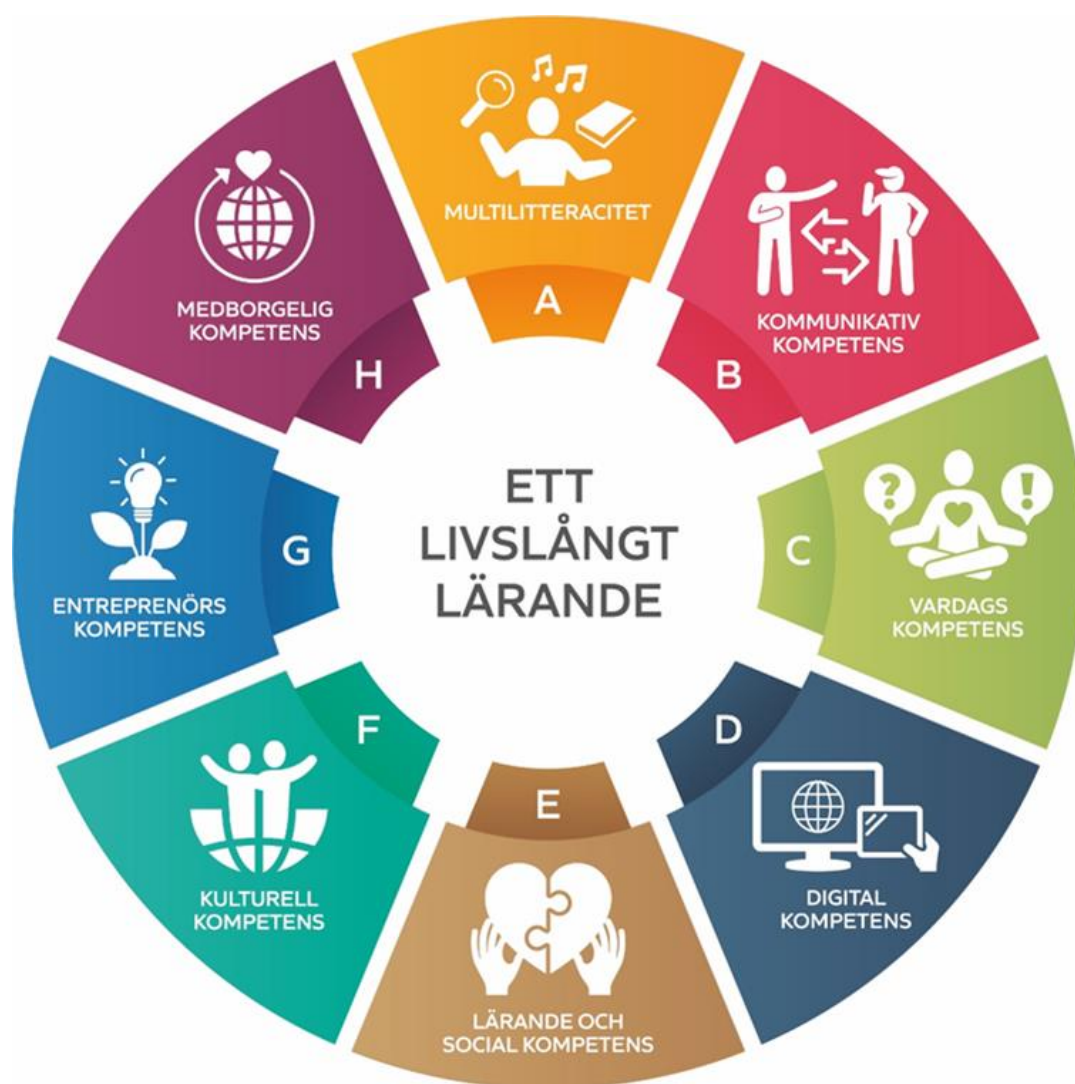 MULTILITTERACITET
A
KOMMUNIKATIV
KOMPETENS
B
?
!
VARDAGS
KOMPETENS
C
DIGITAL
KOMPETENS
D
LÄRANDE OCH
SOCIAL KOMPETENS
E
KULTURELL
KOMPETENS
F
ENTREPRENÖRS
KOMPETENS
G
MEDBORGELIG
KOMPETENS
H
ETT
LIVSLÅNGT
LÄRANDE